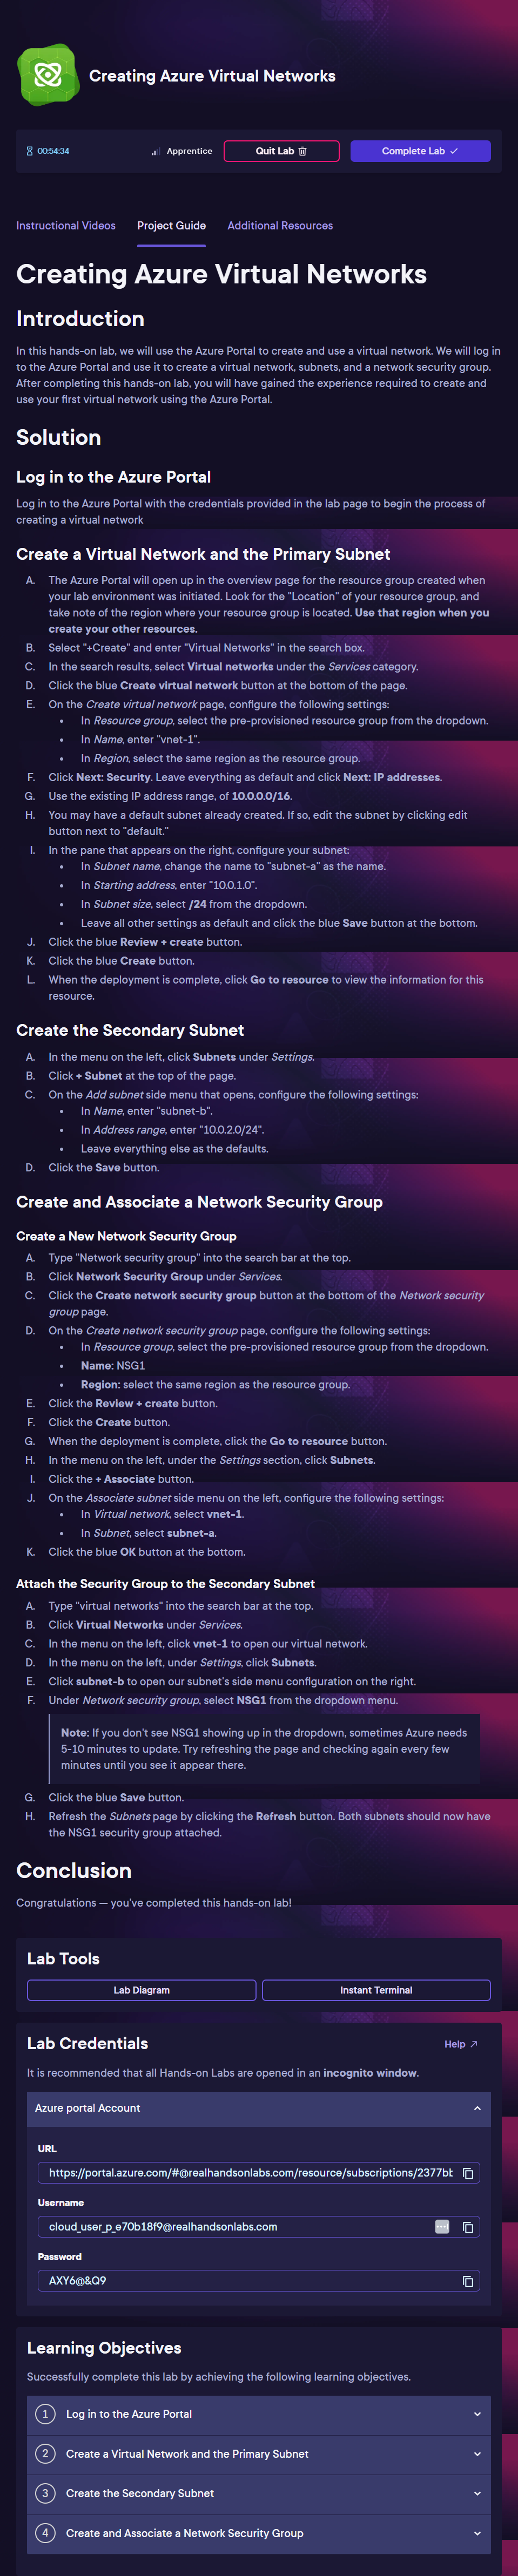 Creating Azure Virtual Networks
00:54:34
Apprentice
Quit Lab
Complete Lab
Instructional Videos
Project Guide
Additional Resources
Creating Azure Virtual Networks
Introduction
In this hands-on lab, we will use the Azure Portal to create and use a virtual network. We will log in
to the Azure Portal and use it to create a virtual network, subnets, and a network security group.
After completing this hands-on lab, you will have gained the experience required to create and
use your first virtual network using the Azure Portal.
Solution
Log in to the Azure Portal
Log in to the Azure Portal with the credentials provided in the lab page to begin the process of
creating a virtual network
Create a Virtual Network and the Primary Subnet
A. The Azure Portal will open up in the overview page for the resource group created when
your lab environment was initiated. Look for the "Location" of your resource group, and
take note of the region where your resource group is located. Use that region when you
create your other resources.
B. Select "+Create" and enter "Virtual Networks" in the search box.
C. In the search results, select Virtual networks under the Services category.
D. Click the blue Create virtual network button at the bottom of the page.
E. On the Create virtual network page, configure the following settings:
• In Resource group, select the pre-provisioned resource group from the dropdown.
• In Name, enter "vnet-1".
• In Region, select the same region as the resource group.
F. Click Next: Security. Leave everything as default and click Next: IP addresses.
G. Use the existing IP address range, of 10.0.0.0/16.
H. You may have a default subnet already created. If so, edit the subnet by clicking edit
button next to "default."
I. In the pane that appears on the right, configure your subnet:
• In Subnet name, change the name to "subnet-a" as the name.
• In Starting address, enter "10.0.1.0".
• In Subnet size, select /24 from the dropdown.
• Leave all other settings as default and click the blue Save button at the bottom.
J. Click the blue Review + create button.
K. Click the blue Create button.
L. When the deployment is complete, click Go to resource to view the information for this
resource.
Create the Secondary Subnet
A. In the menu on the left, click Subnets under Settings.
B. Click + Subnet at the top of the page.
C. On the Add subnet side menu that opens, configure the following settings:
• In Name, enter "subnet-b".
• In Address range, enter "10.0.2.0/24".
• Leave everything else as the defaults.
D. Click the Save button.
Create and Associate a Network Security Group
Create a New Network Security Group
A. Type "Network security group" into the search bar at the top.
B. Click Network Security Group under Services.
C. Click the Create network security group button at the bottom of the Network security
group page.
D. On the Create network security group page, configure the following settings:
• In Resource group, select the pre-provisioned resource group from the dropdown.
• Name: NSG1
• Region: select the same region as the resource group.
E. Click the Review + create button.
F. Click the Create button.
G. When the deployment is complete, click the Go to resource button.
H. In the menu on the left, under the Settings section, click Subnets.
I. Click the + Associate button.
J. On the Associate subnet side menu on the left, configure the following settings:
• In Virtual network, select vnet-1.
• In Subnet, select subnet-a.
K. Click the blue OK button at the bottom.
Attach the Security Group to the Secondary Subnet
A. Type "virtual networks" into the search bar at the top.
B. Click Virtual Networks under Services.
C. In the menu on the left, click vnet-1 to open our virtual network.
D. In the menu on the left, under Settings, click Subnets.
E. Click subnet-b to open our subnet's side menu configuration on the right.
F. Under Network security group, select NSG1 from the dropdown menu.
Note: If you don't see NSG1 showing up in the dropdown, sometimes Azure needs
5-10 minutes to update. Try refreshing the page and checking again every few
minutes until you see it appear there.
G. Click the blue Save button.
H. Refresh the Subnets page by clicking the Refresh button. Both subnets should now have
the NSG1 security group attached.
Conclusion
Congratulations — you've completed this hands-on lab!
Lab Tools
Lab Diagram
Instant Terminal
Lab Credentials
Help
It is recommended that all Hands-on Labs are opened in an incognito window.
Azure portal Account
URL
https://portal.azure.com/#@realhandsonlabs.com/resource/subscriptions/2377bb
Username
cloud_user_p_e70b18f9@realhandsonlabs.com
Password
AXY6@&Q9
Learning Objectives
Successfully complete this lab by achieving the following learning objectives.
1 Log in to the Azure Portal
2 Create a Virtual Network and the Primary Subnet
3 Create the Secondary Subnet
4 Create and Associate a Network Security Group